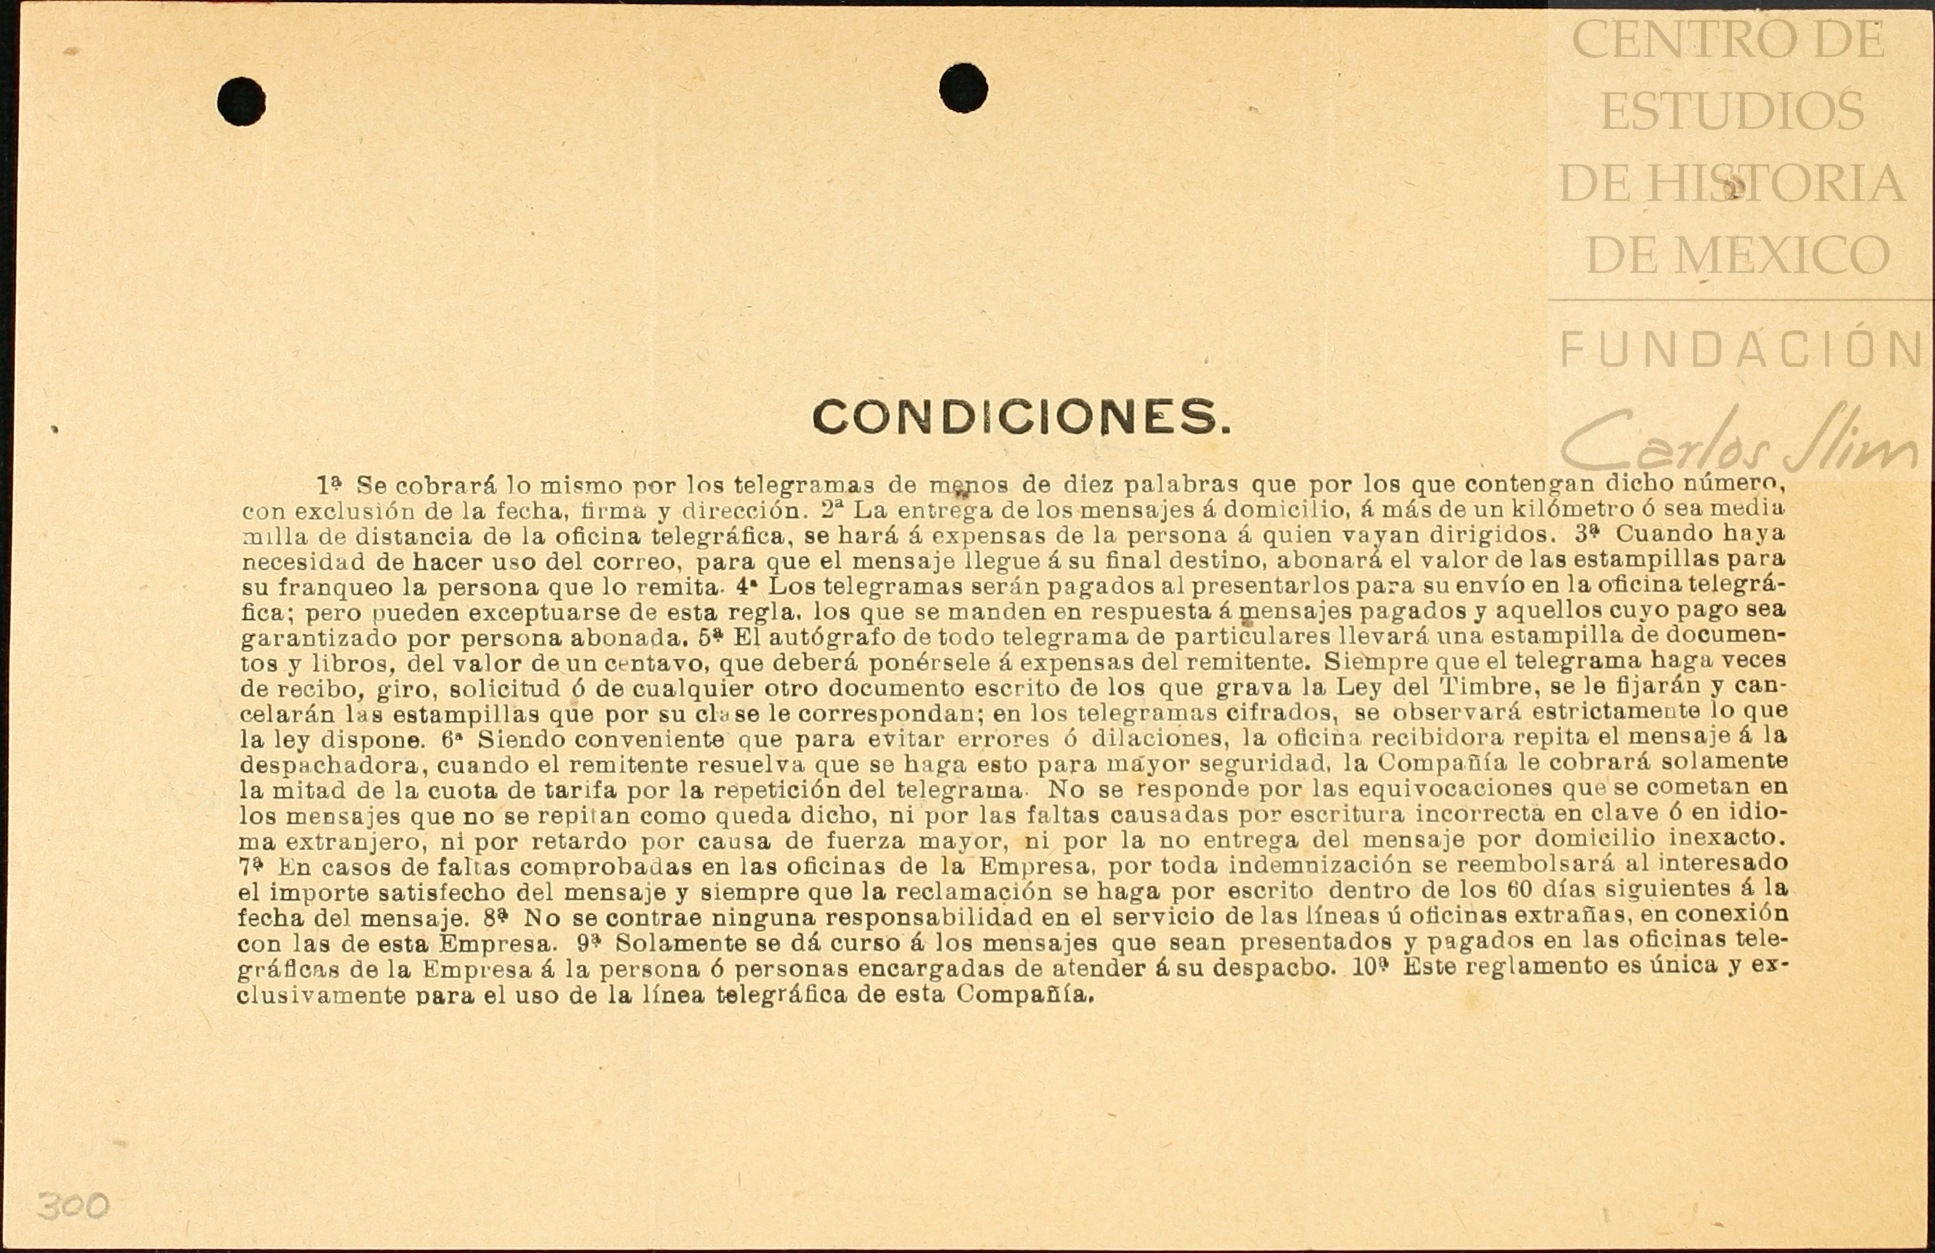 CENTRO DE
ESTUDIOS
DE HISTORIA
DE MEXICO
FUNDACIÓN
Carlos Slim
CONDICIONES.
1ª Se cobrará lo mismo por los telegramas de menos de diez palabras que por los que contengan dicho número,
con exclusión de la fecha, firma y dirección. 2ª La entrega de los mensajes á domicilio, á más de un kilómetro ó sea media
milla de distancia de la oficina telegráfica, se hará á expensas de la persona á quien vayan dirigidos. 3ª Cuando haya
necesidad de hacer uso del correo, para que el mensaje llegue á su final destino, abonará el valor de las estampillas para
su franqueo la persona que lo remita. 4ª Los telegramas serán pagados al presentarlos para su envío en la oficina telegrá-
fica; pero pueden exceptuarse de esta regla, los que se manden en respuesta á mensajes pagados y aquellos cuyo pago sea
garantizado por persona abonada. 5ª El autógrafo de todo telegrama de particulares llevará una estampilla de documen-
tos y libros, del valor de un centavo, que deberá ponérsele á expensas del remitente. Siempre que el telegrama haga veces
de recibo, giro, solicitud ó de cualquier otro documento escrito de los que grava la Ley del Timbre, se le fijarán y can-
celarán las estampillas que por su clase le correspondan; en los telegramas cifrados, se observará estrictamente lo que
la ley dispone. 6ª Siendo conveniente que para evitar errores ó dilaciones, la oficina recibidora repita el mensaje á la
despachadora, cuando el remitente resuelva que se haga esto para mayor seguridad, la Compañía le cobrará solamente
la mitad de la cuota de tarifa por la repetición del telegrama. No se responde por las equivocaciones que se cometan en
los mensajes que no se repitan como queda dicho, ni por las faltas causadas por escritura incorrecta en clave ó en idio-
ma extranjero, ni por retardo por causa de fuerza mayor, ni por la no entrega del mensaje por domicilio inexacto.
7ª En casos de faltas comprobadas en las oficinas de la Empresa, por toda indemnización se reembolsará al interesado
el importe satisfecho del mensaje y siempre que la reclamación se haga por escrito dentro de los 60 días siguientes á la
fecha del mensaje. 8ª No se contrae ninguna responsabilidad en el servicio de las líneas ú oficinas extrañas, en conexión
con las de esta Empresa. 9ª Solamente se dá curso á los mensajes que sean presentados y pagados en las oficinas tele-
gráficas de la Empresa á la persona ó personas encargadas de atender á su despacho. 10ª Este reglamento es única y ex-
clusivamente para el uso de la línea telegráfica de esta Compañía.
300